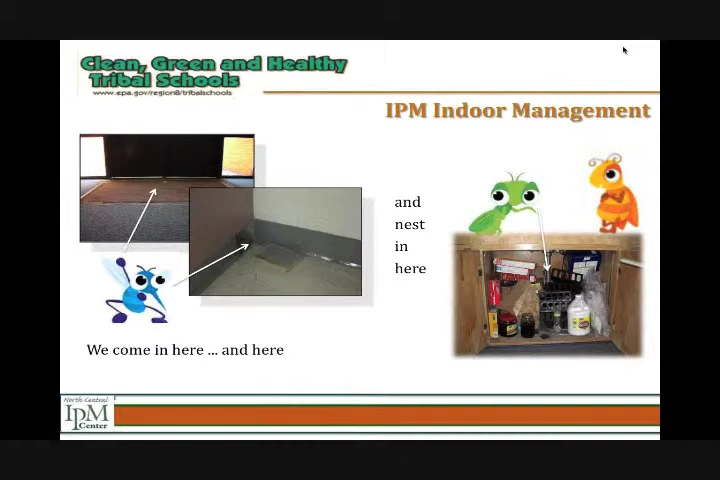 Clean, Green and Healthy
Tribal Schools
www.epa.gov/region8/tribalschools
IPM Indoor Management
and
nest
in
here
We come in here ... and here
North Central
IPM
Center